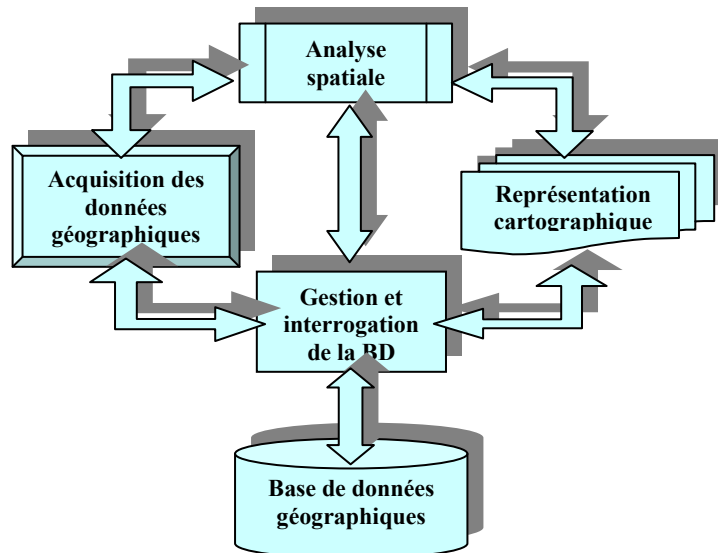 Analyse
spatiale
Acquisition des
données
géographiques
Représentation
cartographique
Gestion et
interrogation
de la BD
Base de données
géographiques